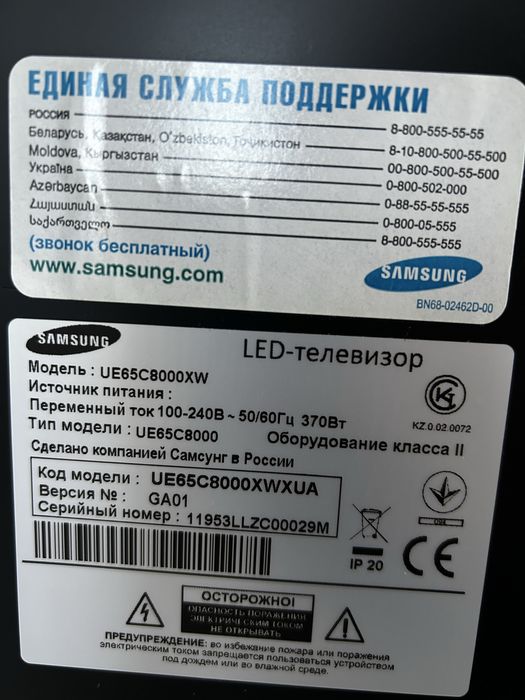 ЕДИНАЯ СЛУЖБА ПОДДЕРЖКИ
РОССИЯ 8-800-555-55-55
Беларусь, Казахстан, O'zbekiston, Тоҷикистон 8-10-800-500-55-500
Moldova, Кыргызстан 00-800-500-55-500
Україна 0-800-502-000
Azərbaycan 0-88-55-55-555
Հայաստան 0-800-05-555
საქართველო 8-800-555-555
(звонок бесплатный)
www.samsung.com
SAMSUNG
BN68-02462D-00
SAMSUNG
LED-телевизор
Модель : UE65C8000XW
Источник питания :
Переменный ток 100-240В ~ 50/60Гц 370Вт
Тип модели : UE65C8000 Оборудование класса II
Сделано компанией Самсунг в России
KZ.0.02.0072
Код модели : UE65C8000XWXUA
Версия № : GA01
Серийный номер : 11953LLZC00029M
IP 20
CE
ОСТОРОЖНО!
ОПАСНОСТЬ ПОРАЖЕНИЯ
ЭЛЕКТРИЧЕСКИМ ТОКОМ
НЕ ОТКРЫВАТЬ
ПРЕДУПРЕЖДЕНИЕ: во избежание пожара или поражения
электрическим током запрещается пользоваться устройством
под дождем или во влажной среде.